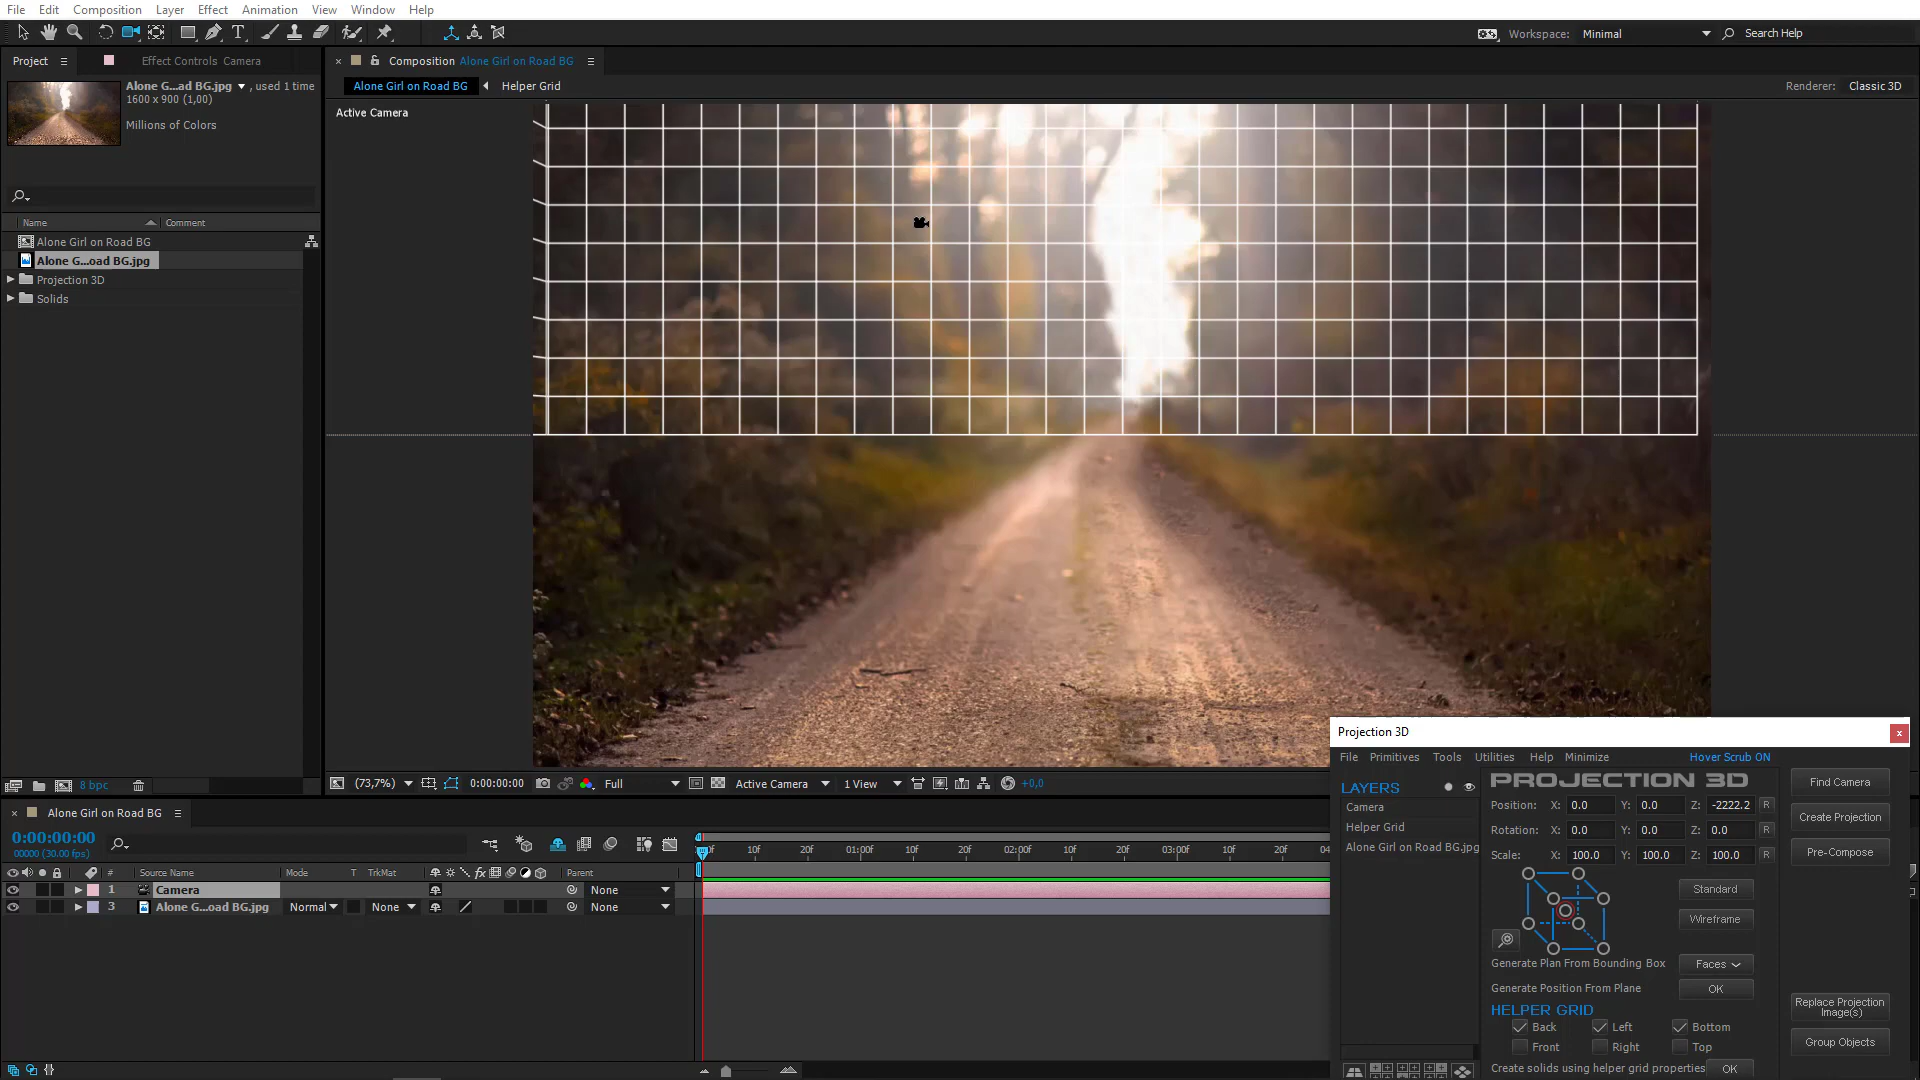 File Edit Composition Layer Effect Animation View Window Help
Workspace: Minimal Search Help
Project Effect Controls Camera
Composition Alone Girl on Road BG
Alone G...ad BG.jpg , used 1 time
1600 x 900 (1,00)
Millions of Colors
Alone Girl on Road BG Helper Grid
Renderer: Classic 3D
Active Camera
Name Comment
Alone Girl on Road BG
Alone G...oad BG.jpg
Projection 3D
Solids
8 bpc
(73,7%) 0:00:00:00 Full Active Camera 1 View +0,0
Alone Girl on Road BG
0:00:00:00
00000 (30.00 fps)
10f 20f 01:00f 10f 20f 02:00f 10f 20f 03:00f 10f 20f 04
# Source Name Mode T TrkMat Parent
1 Camera None
3 Alone G...oad BG.jpg Normal None None
Projection 3D x
File Primitives Tools Utilities Help Minimize Hover Scrub ON
LAYERS
Camera
Helper Grid
Alone Girl on Road BG.jpg
PROJECTION 3D
Position: X: 0.0 Y: 0.0 Z: -2222.2 R
Rotation: X: 0.0 Y: 0.0 Z: 0.0 R
Scale: X: 100.0 Y: 100.0 Z: 100.0 R
Standard
Wireframe
Generate Plan From Bounding Box Faces
Generate Position From Plane OK
HELPER GRID
Back Left Bottom
Front Right Top
Create solids using helper grid properties OK
Find Camera
Create Projection
Pre-Compose
Replace Projection
Image(s)
Group Objects